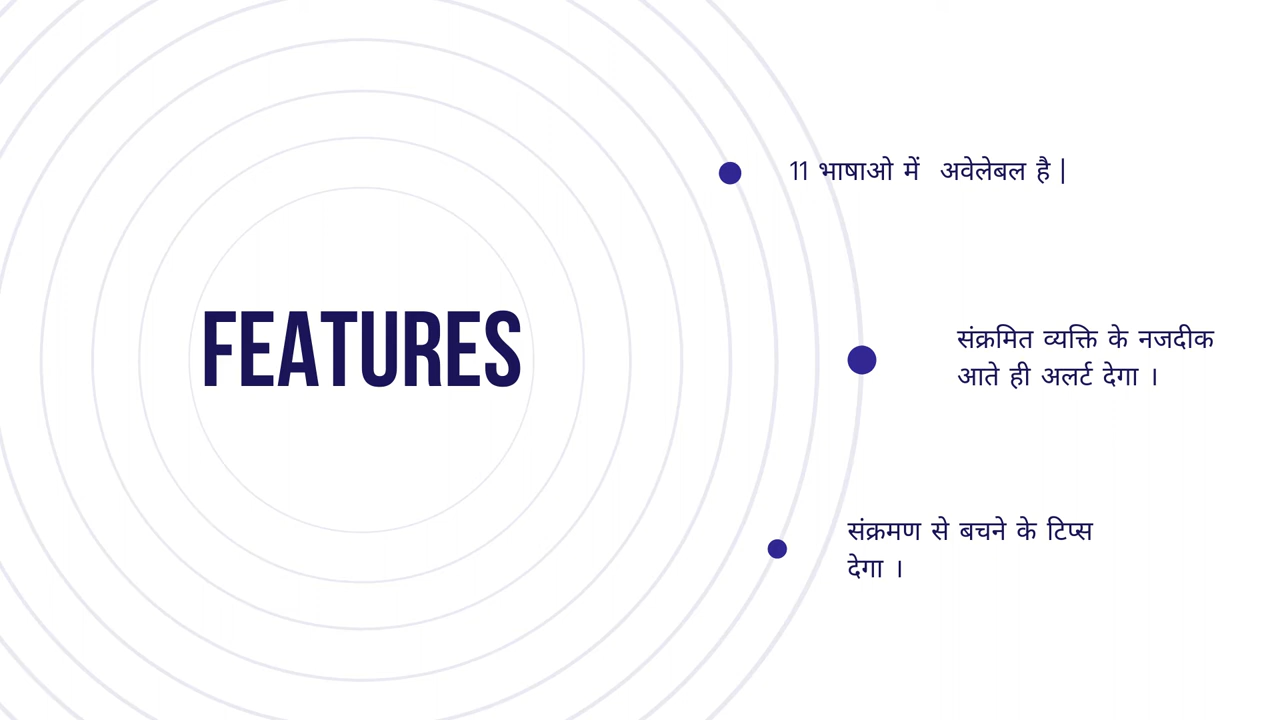 FEATURES
11 भाषाओ में अवेलेबल है |
संक्रमित व्यक्ति के नजदीक
आते ही अलर्ट देगा ।
संक्रमण से बचने के टिप्स
देगा ।